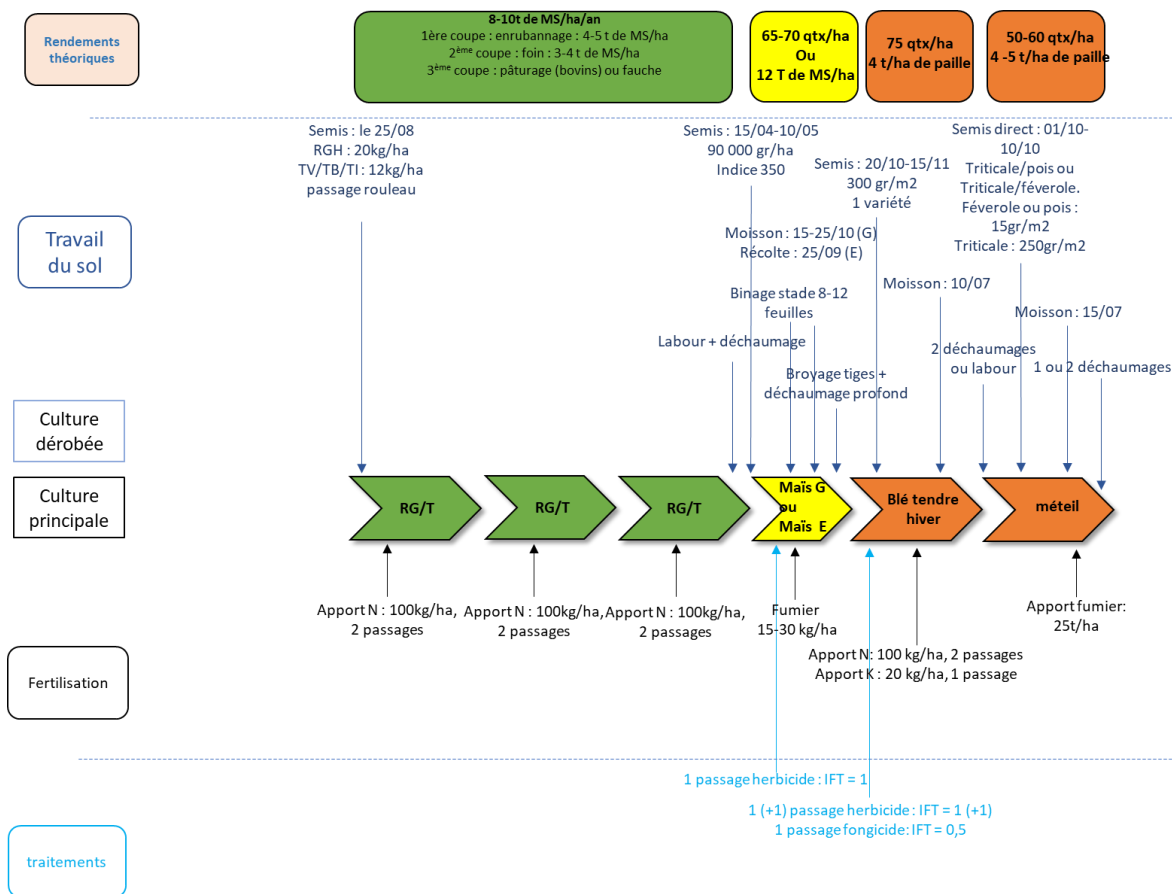 Rendements
théoriques
8-10t de MS/ha/an
1ère coupe : enrubannage : 4-5 t de MS/ha
2ème coupe : foin : 3-4 t de MS/ha
3ème coupe : pâturage (bovins) ou fauche
65-70 qtx/ha
Ou
12 T de MS/ha
75 qtx/ha
4 t/ha de paille
50-60 qtx/ha
4 -5 t/ha de paille
Travail
du sol
Semis : le 25/08
RGH : 20kg/ha
TV/TB/TI : 12kg/ha
passage rouleau
Semis : 15/04-10/05
90 000 gr/ha
Indice 350
Moisson : 15-25/10 (G)
Récolte : 25/09 (E)
Binage stade 8-12
feuilles
Labour + déchaumage
Broyage tiges +
déchaumage profond
Semis : 20/10-15/11
300 gr/m2
1 variété
Moisson : 10/07
2 déchaumages
ou labour
Semis direct : 01/10-
10/10
Triticale/pois ou
Triticale/féverole.
Féverole ou pois :
15gr/m2
Triticale : 250gr/m2
Moisson : 15/07
1 ou 2 déchaumages
Culture
dérobée
Culture
principale
RG/T
RG/T
RG/T
Maïs G
ou
Maïs E
Blé tendre
hiver
méteil
Fertilisation
Apport N : 100kg/ha,
2 passages
Apport N : 100kg/ha,
2 passages
Apport N : 100kg/ha,
2 passages
Fumier
15-30 kg/ha
Apport N: 100 kg/ha, 2 passages
Apport K : 20 kg/ha, 1 passage
Apport fumier:
25t/ha
traitements
1 passage herbicide : IFT = 1
1 (+1) passage herbicide : IFT = 1 (+1)
1 passage fongicide: IFT = 0,5